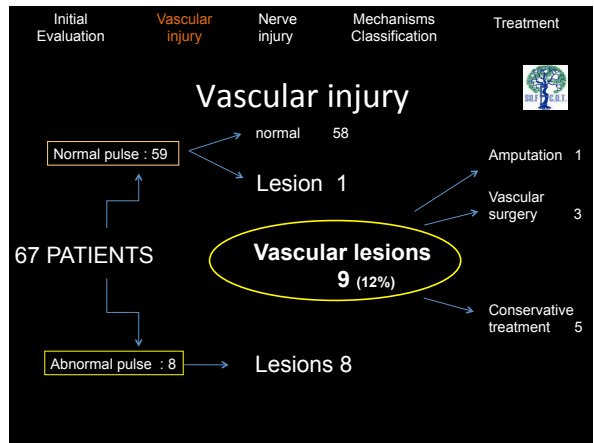 Initial Evaluation
Vascular injury
Nerve injury
Mechanisms Classification
Treatment
Vascular injury
SO.F.C.O.T.
normal 58
Normal pulse : 59
Lesion 1
Amputation 1
Vascular
surgery 3
67 PATIENTS
Vascular lesions
9 (12%)
Conservative
treatment 5
Abnormal pulse : 8
Lesions 8